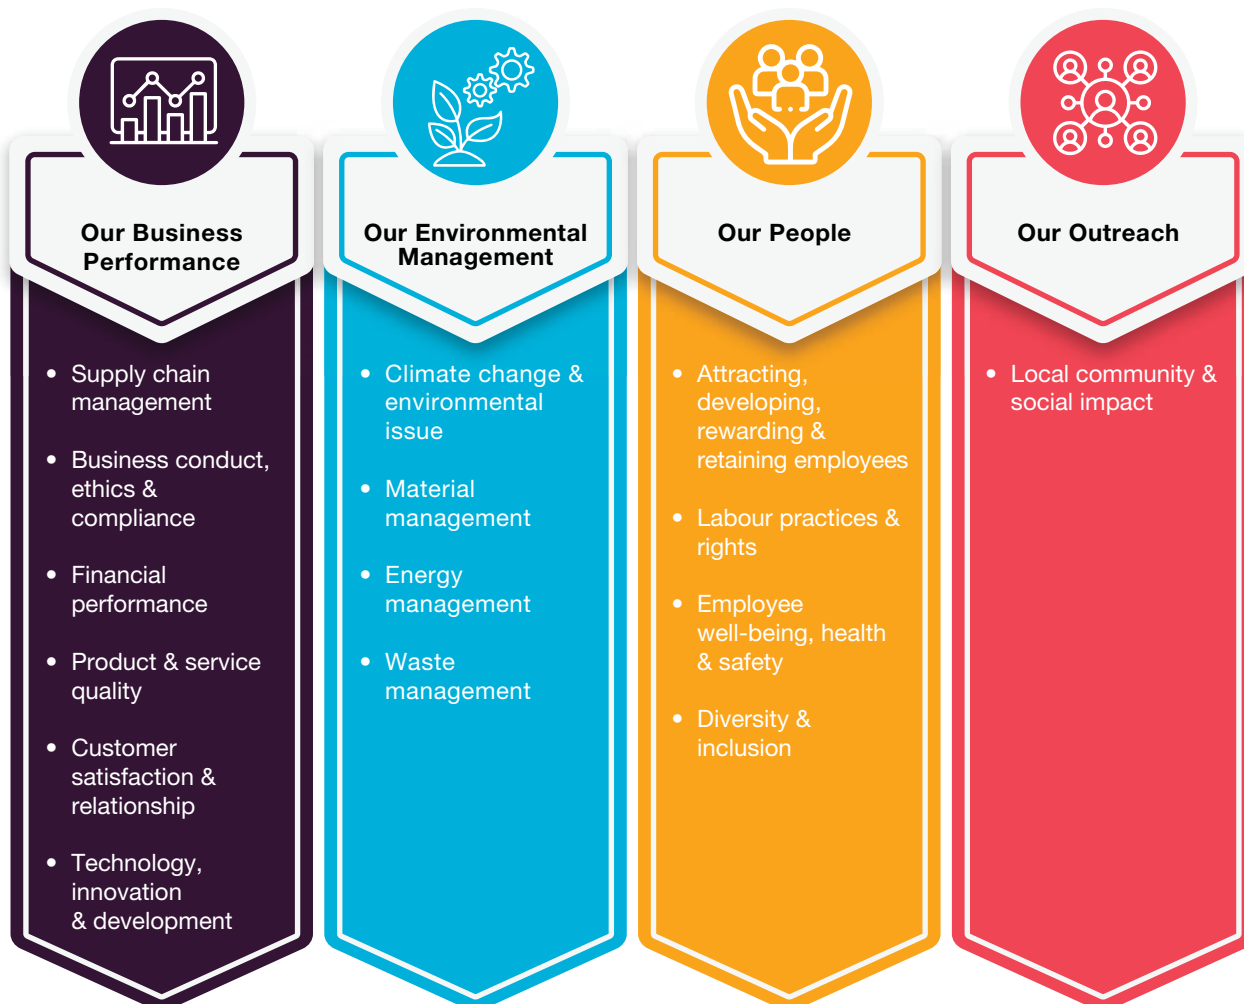 Our Business
Performance
• Supply chain
management
• Business conduct,
ethics &
compliance
• Financial
performance
• Product & service
quality
• Customer
satisfaction &
relationship
• Technology,
innovation
& development
Our Environmental
Management
• Climate change &
environmental
issue
• Material
management
• Energy
management
• Waste
management
Our People
• Attracting,
developing,
rewarding &
retaining employees
• Labour practices &
rights
• Employee
well-being, health
& safety
• Diversity &
inclusion
Our Outreach
• Local community &
social impact